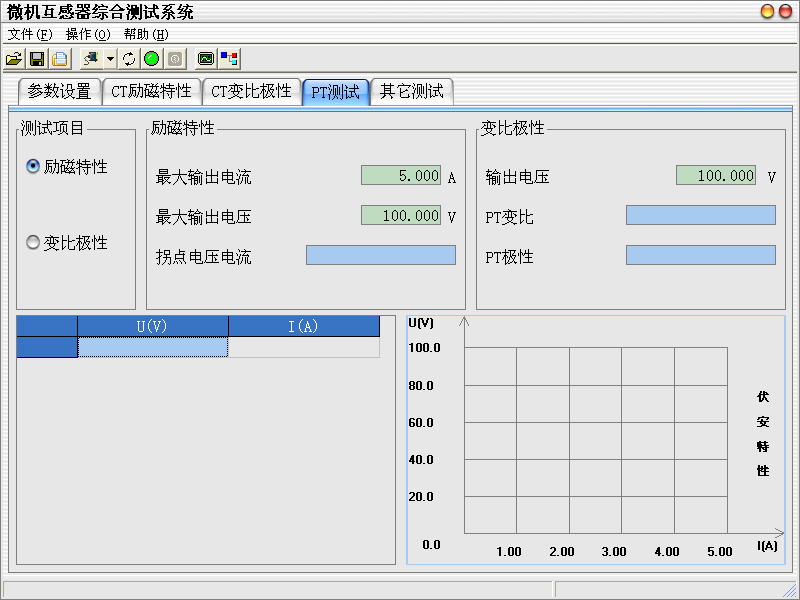 微机互感器综合测试系统
文件(F) 操作(O) 帮助(H)
参数设置 CT励磁特性 CT变比极性 PT测试 其它测试
测试项目
励磁特性
变比极性
励磁特性
最大输出电流 5.000 A
最大输出电压 100.000 V
拐点电压电流
变比极性
输出电压 100.000 V
PT变比
PT极性
U(V) I(A)
U(V)
100.0
80.0
60.0
40.0
20.0
0.0
1.00 2.00 3.00 4.00 5.00 I(A)
伏安特性